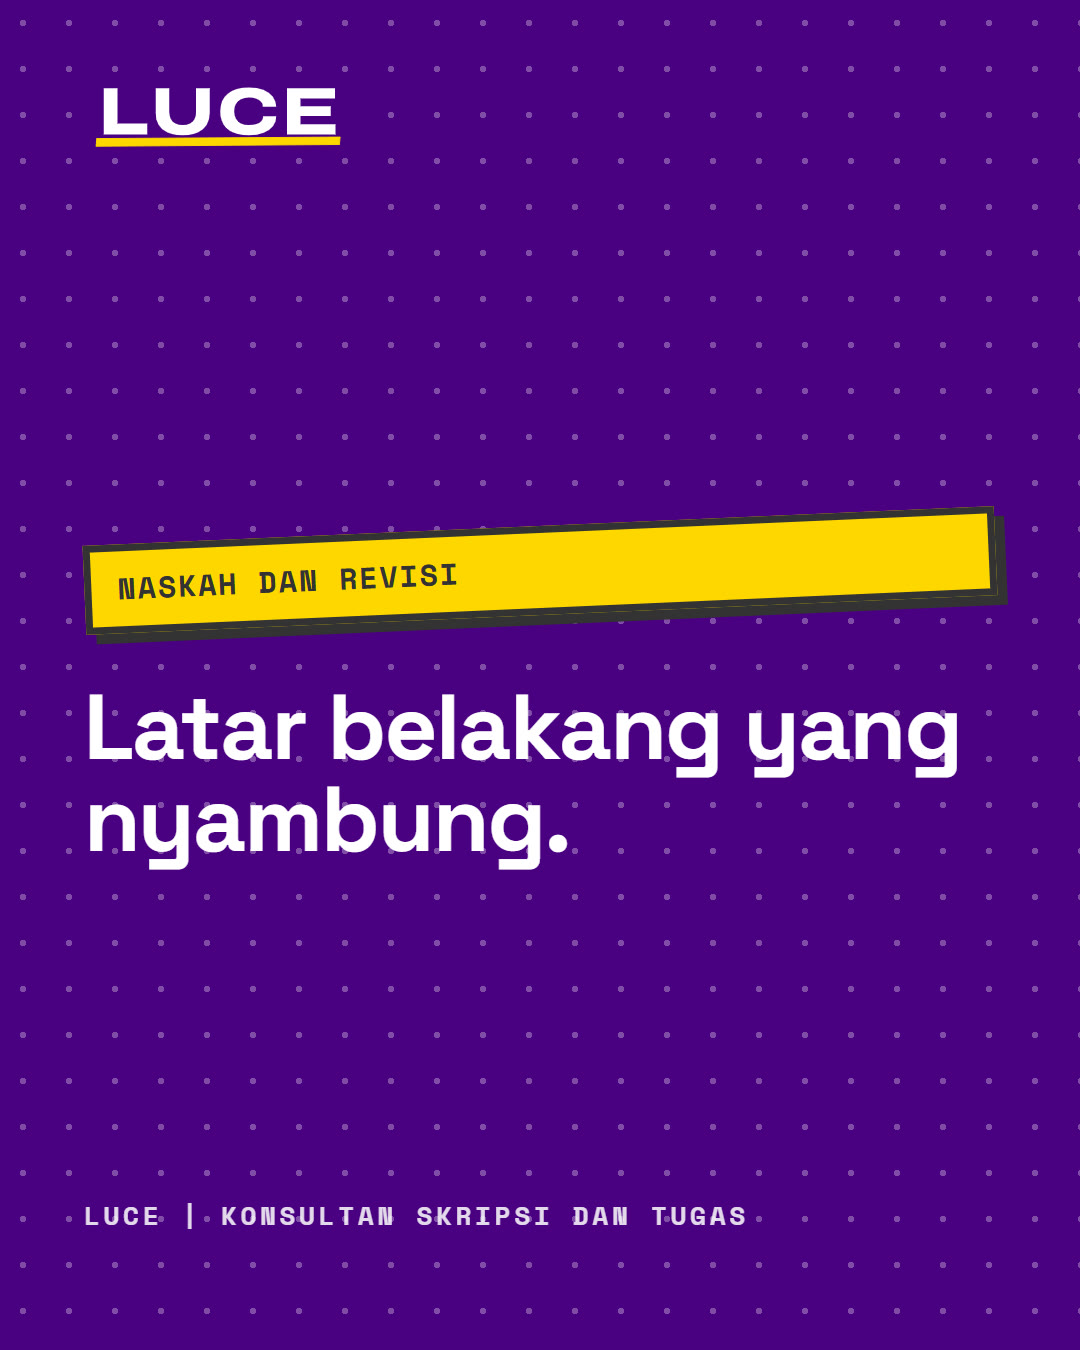 LUCE
NASKAH DAN REVISI
Latar belakang yang
nyambung.
LUCE | KONSULTAN SKRIPSI DAN TUGAS